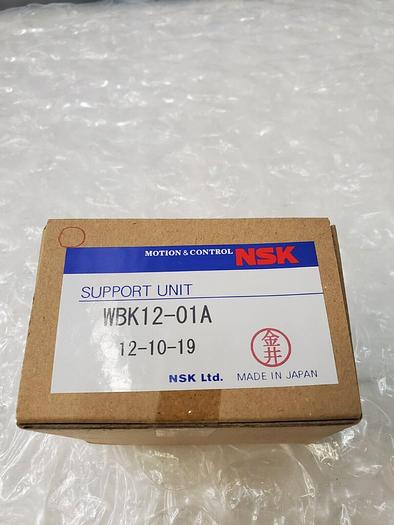 MOTION & CONTROL NSK
SUPPORT UNIT
WBK12-01A
12-10-19
金井
NSK Ltd. MADE IN JAPAN